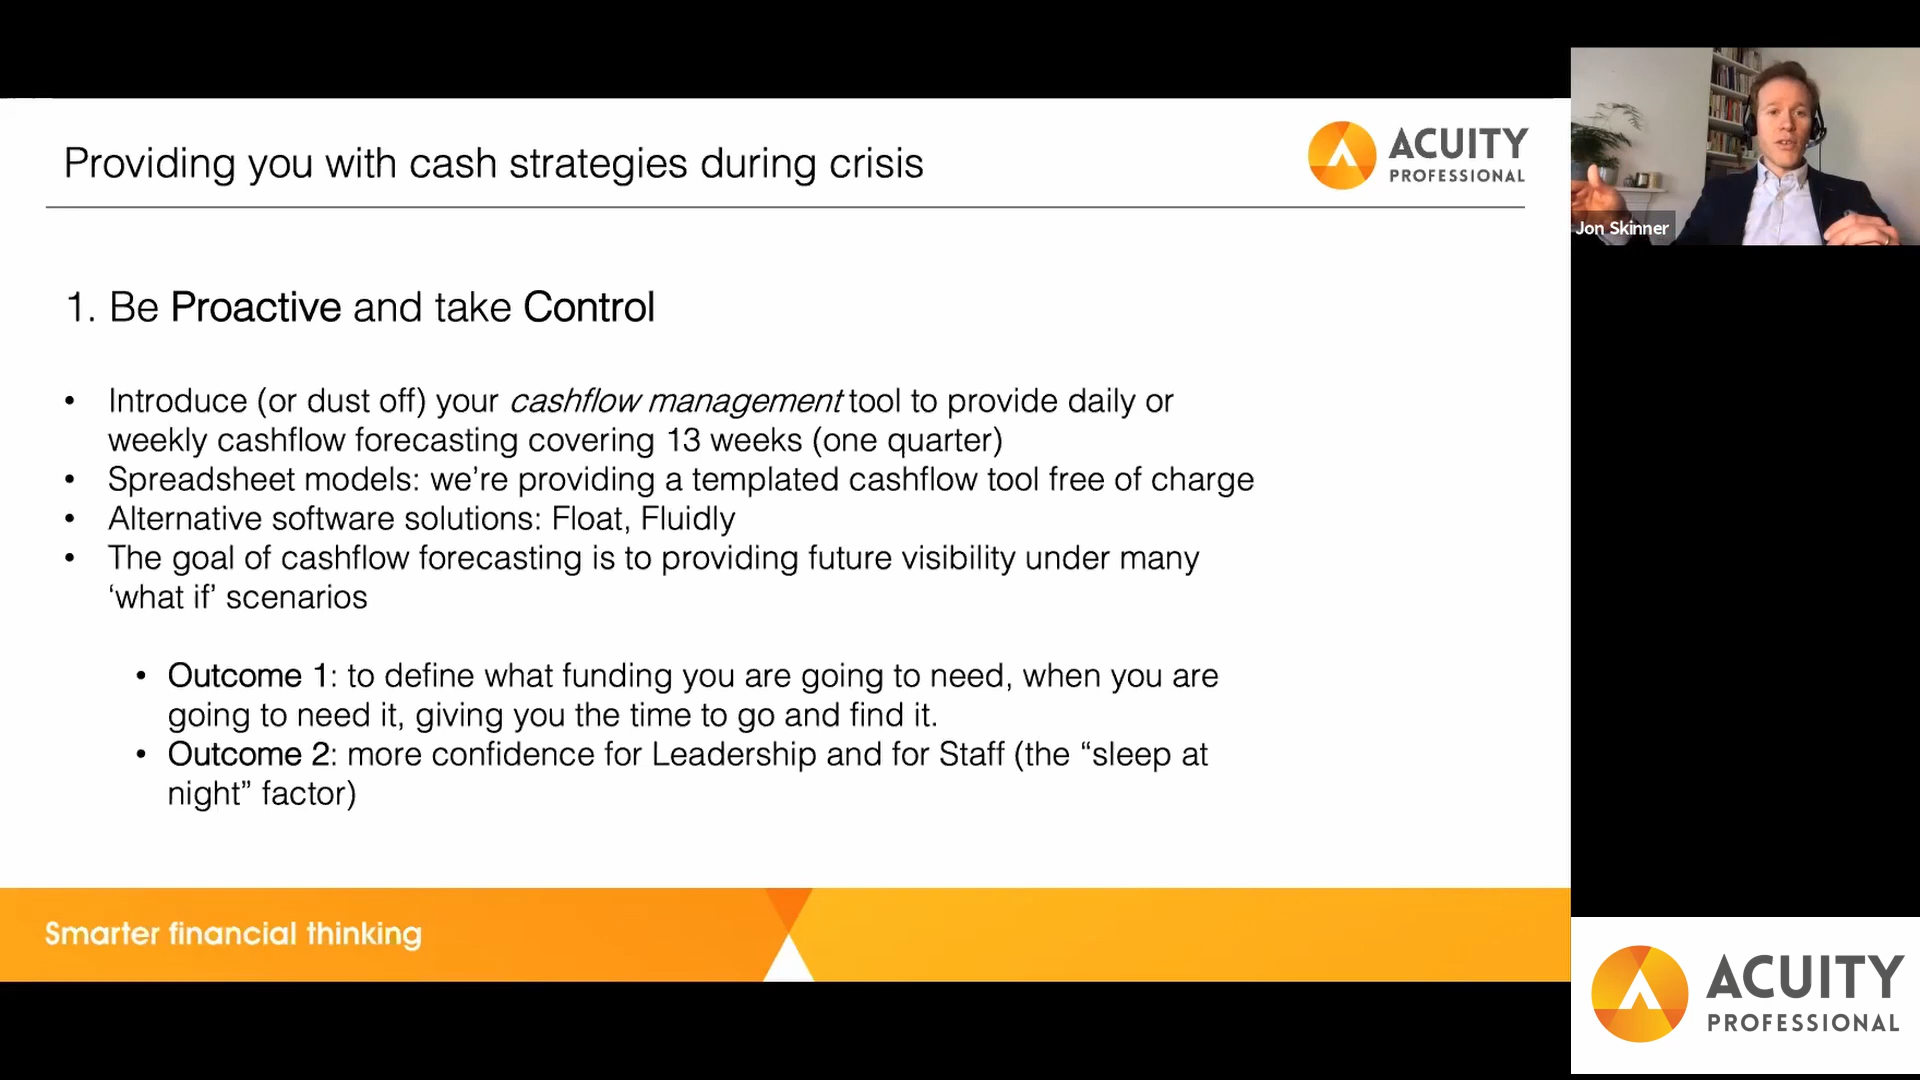 Providing you with cash strategies during crisis
ACUITY
PROFESSIONAL
1. Be Proactive and take Control
• Introduce (or dust off) your cashflow management tool to provide daily or
weekly cashflow forecasting covering 13 weeks (one quarter)
• Spreadsheet models: we’re providing a templated cashflow tool free of charge
• Alternative software solutions: Float, Fluidly
• The goal of cashflow forecasting is to providing future visibility under many
‘what if’ scenarios
• Outcome 1: to define what funding you are going to need, when you are
going to need it, giving you the time to go and find it.
• Outcome 2: more confidence for Leadership and for Staff (the “sleep at
night” factor)
Smarter financial thinking
Jon Skinner
ACUITY
PROFESSIONAL